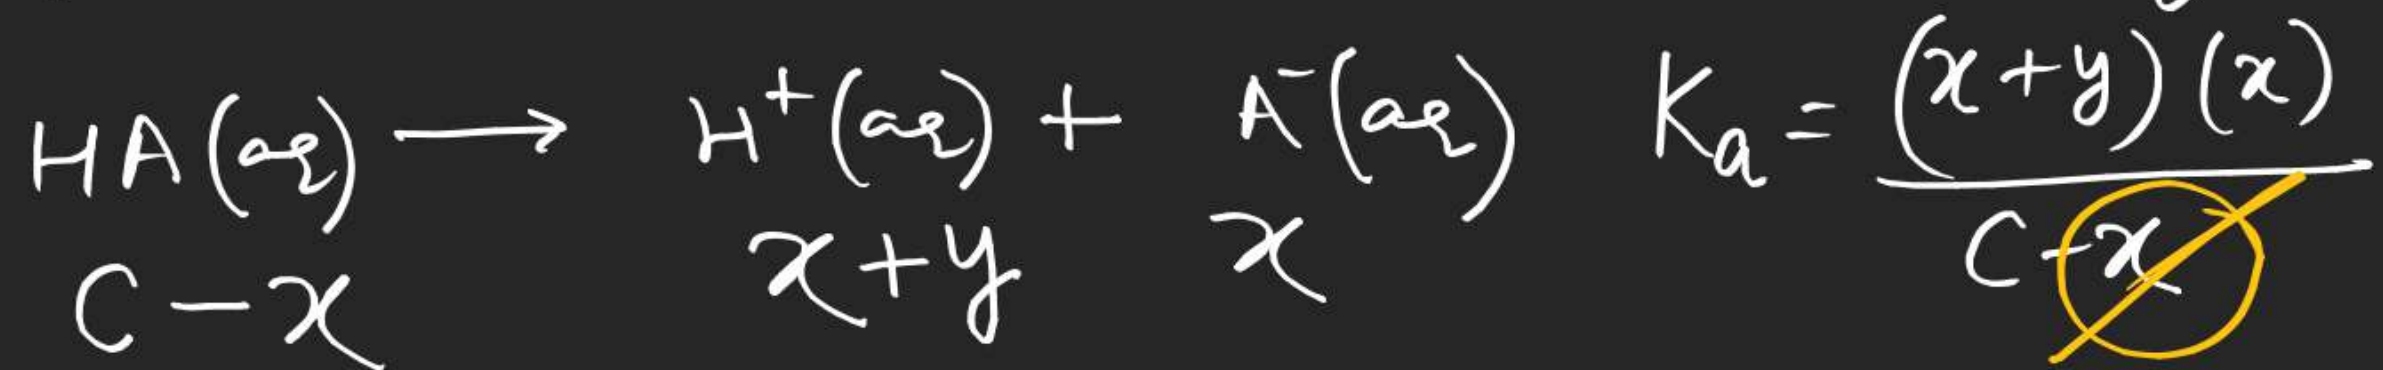 HA(aq) ⟶ H⁺(aq) + A⁻(aq) Kₐ = (x+y)(x) / C-x
C-x x+y x